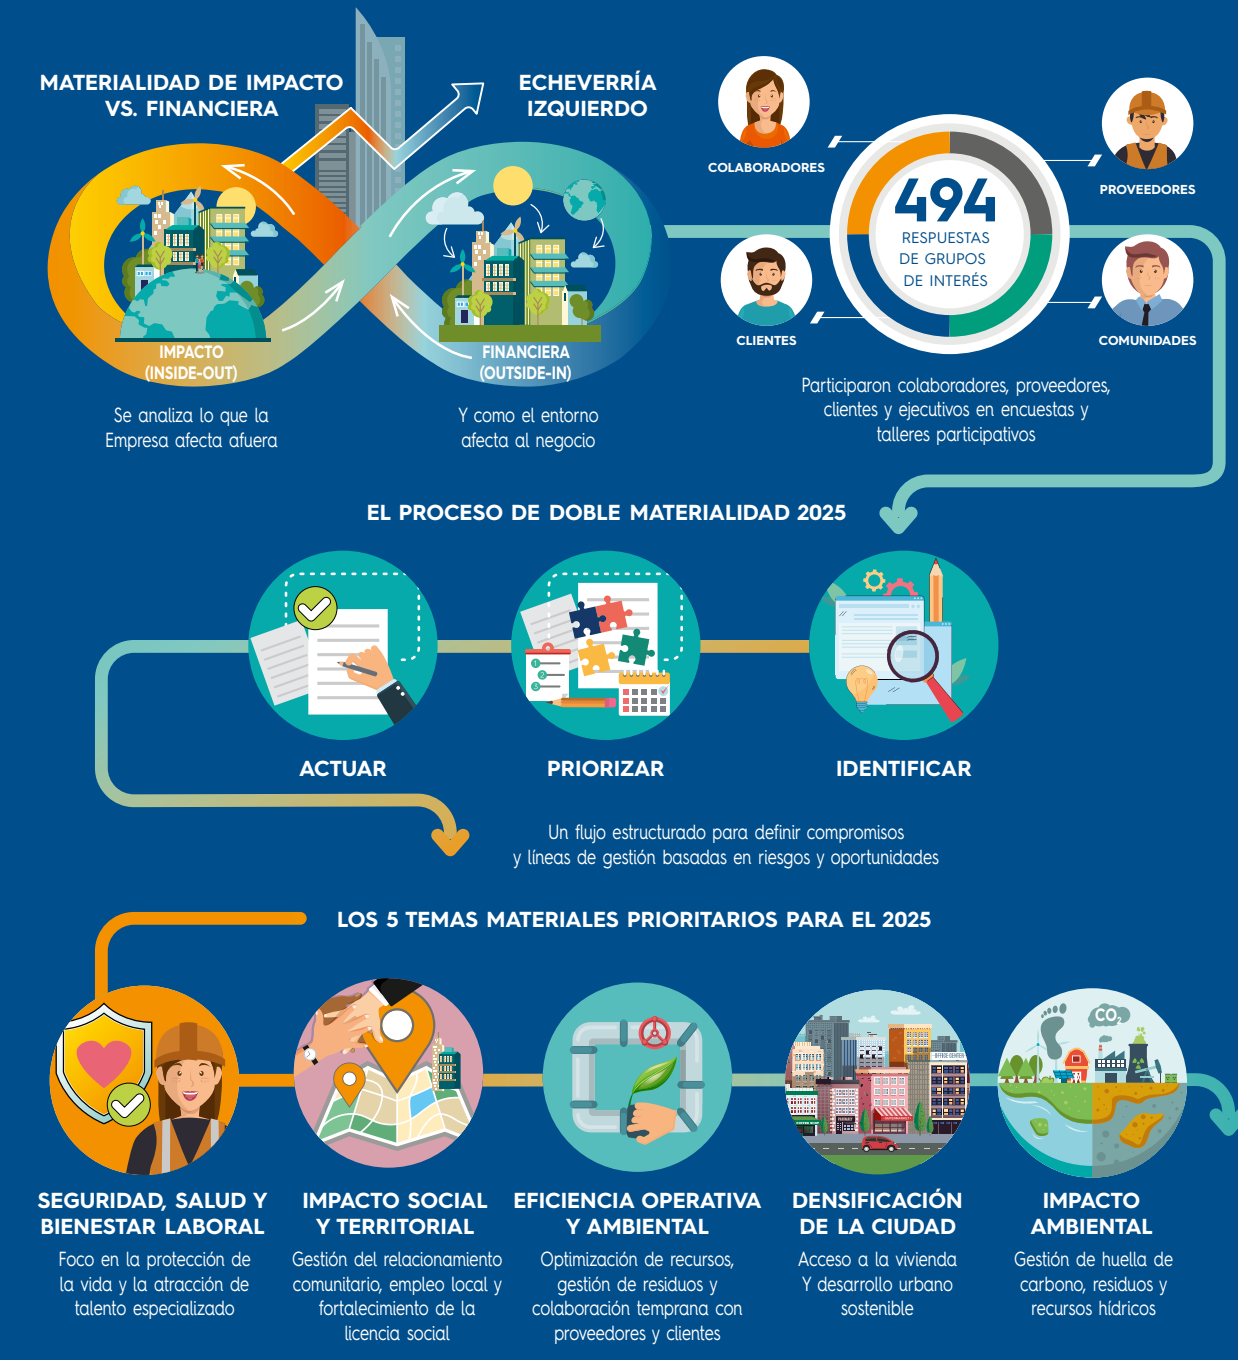 MATERIALIDAD DE IMPACTO
VS. FINANCIERA
ECHEVERRÍA
IZQUIERDO
IMPACTO
(INSIDE-OUT)
FINANCIERA
(OUTSIDE-IN)
Se analiza lo que la
Empresa afecta afuera
Y como el entorno
afecta al negocio
COLABORADORES
PROVEEDORES
494
RESPUESTAS
DE GRUPOS
DE INTERÉS
CLIENTES
COMUNIDADES
Participaron colaboradores, proveedores,
clientes y ejecutivos en encuestas y
talleres participativos
EL PROCESO DE DOBLE MATERIALIDAD 2025
1
2
3
ACTUAR
PRIORIZAR
IDENTIFICAR
Un flujo estructurado para definir compromisos
y líneas de gestión basadas en riesgos y oportunidades
LOS 5 TEMAS MATERIALES PRIORITARIOS PARA EL 2025
OFFICE CENTER
CO2
SEGURIDAD, SALUD Y
BIENESTAR LABORAL
Foco en la protección de
la vida y la atracción de
talento especializado
IMPACTO SOCIAL
Y TERRITORIAL
Gestión del relacionamiento
comunitario, empleo local y
fortalecimiento de la
licencia social
EFICIENCIA OPERATIVA
Y AMBIENTAL
Optimización de recursos,
gestión de residuos y
colaboración temprana con
proveedores y clientes
DENSIFICACIÓN
DE LA CIUDAD
Acceso a la vivienda
Y desarrollo urbano
sostenible
IMPACTO
AMBIENTAL
Gestión de huella de
carbono, residuos y
recursos hídricos